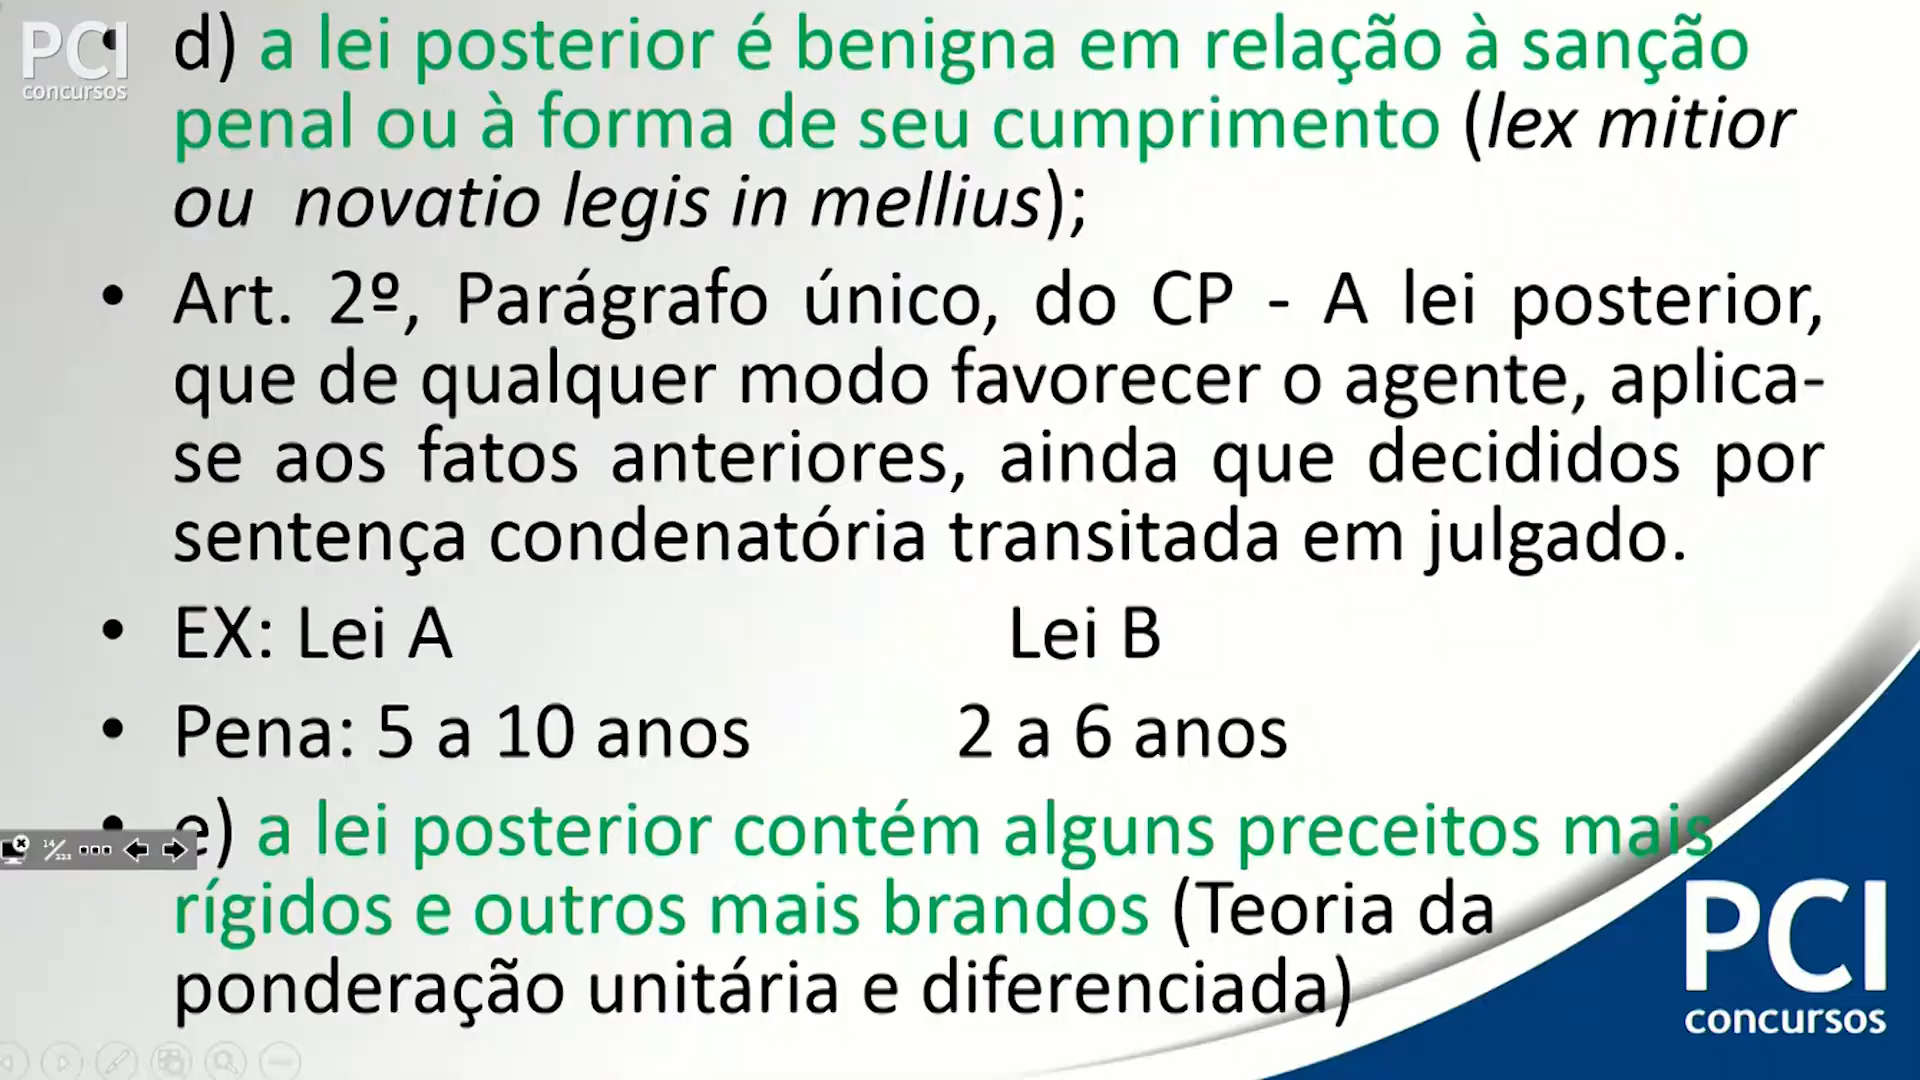 PCI
concursos
d) a lei posterior é benigna em relação à sanção
penal ou à forma de seu cumprimento (lex mitior
ou novatio legis in mellius);
• Art. 2º, Parágrafo único, do CP - A lei posterior,
que de qualquer modo favorecer o agente, aplica-
se aos fatos anteriores, ainda que decididos por
sentença condenatória transitada em julgado.
• EX: Lei A Lei B
• Pena: 5 a 10 anos 2 a 6 anos
• e) a lei posterior contém alguns preceitos mais
14/333
rígidos e outros mais brandos (Teoria da
ponderação unitária e diferenciada)
PCI
concursos